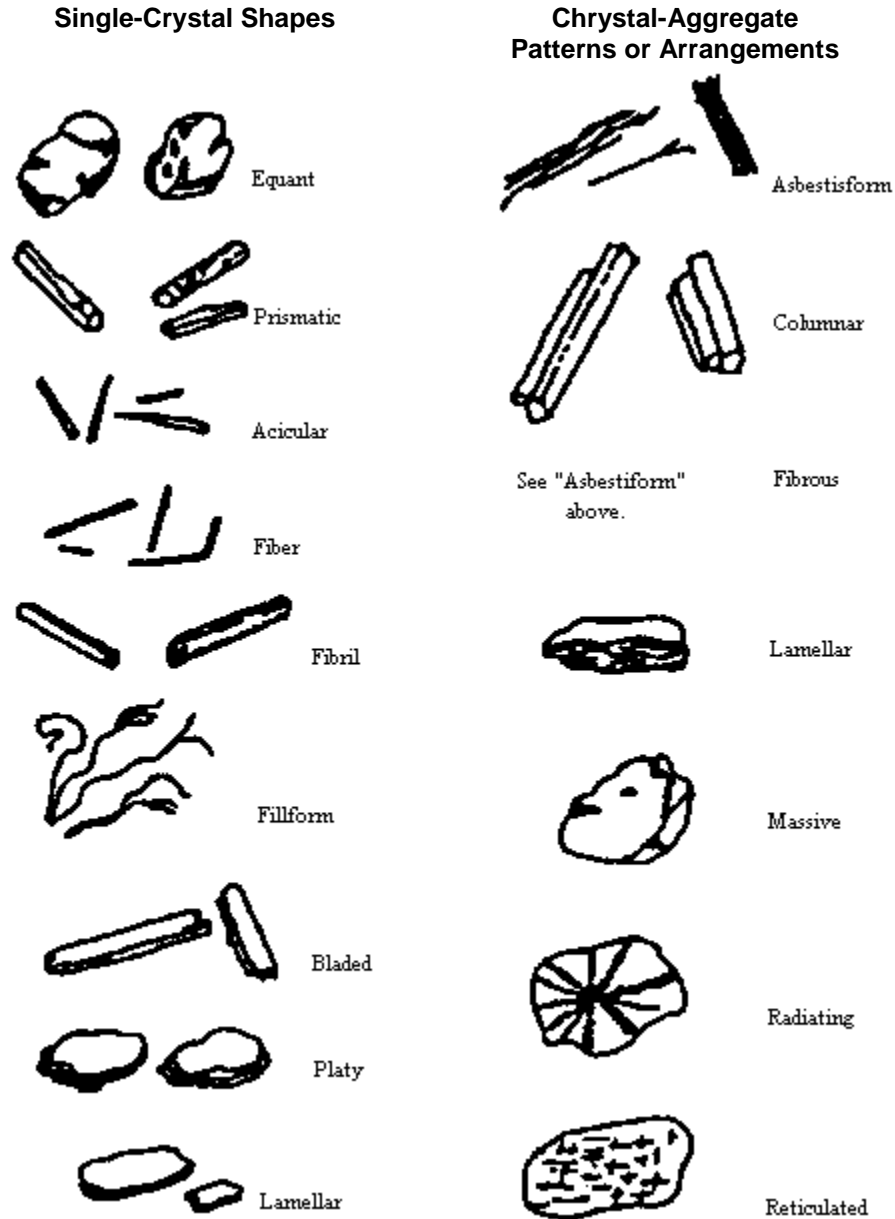 Single-Crystal Shapes
Equant
Prismatic
Acicular
Fiber
Fibril
Fillform
Bladed
Platy
Lamellar
Chrystal-Aggregate
Patterns or Arrangements
Asbestisform
Columnar
See "Asbestiform"
above.
Fibrous
Lamellar
Massive
Radiating
Reticulated